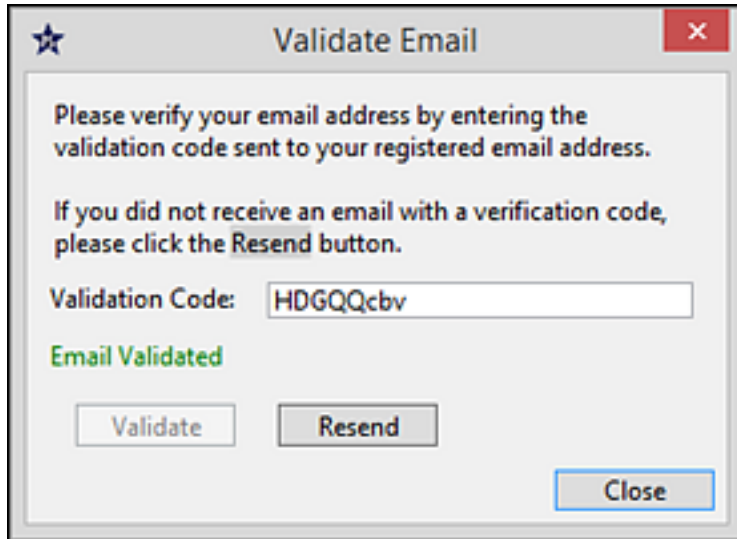 Validate Email
Please verify your email address by entering the
validation code sent to your registered email address.
If you did not receive an email with a verification code,
please click the Resend button.
Validation Code: HDGQQcbv
Email Validated
Validate Resend
Close